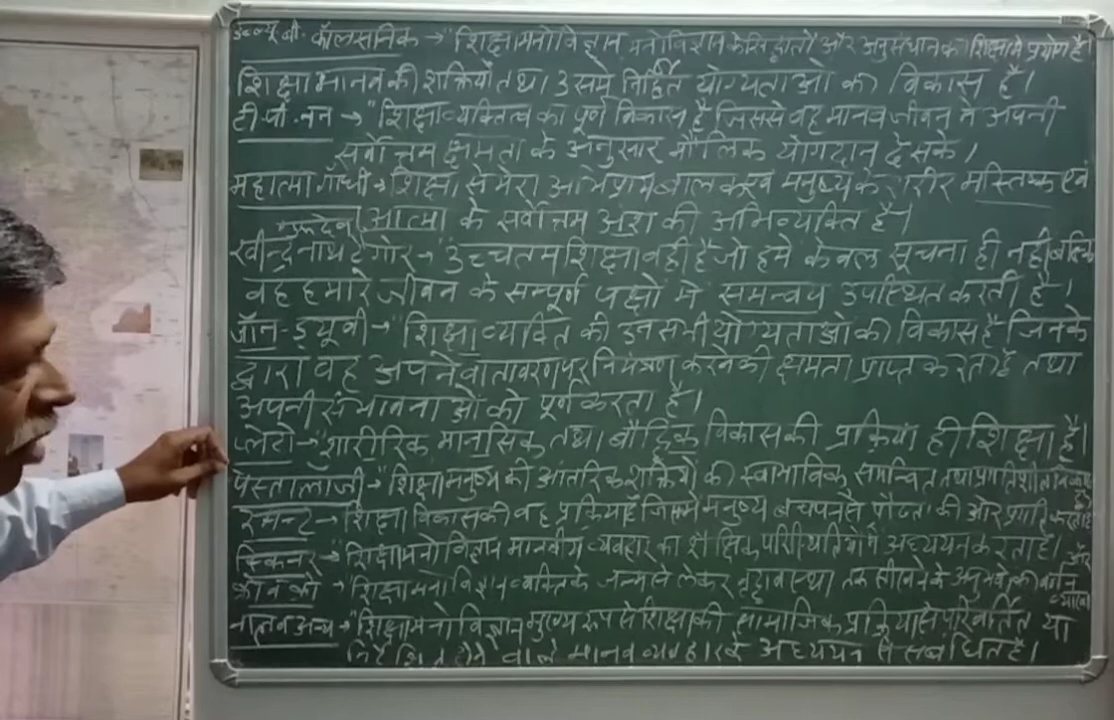 डब्ल्यू. बी. कॉलसनिक → "शिक्षा मनोविज्ञान, मनोविज्ञान के सिद्धांतों और अनुसंधान का शिक्षा में प्रयोग है।
शिक्षा मानव की शक्तियों तथा उसमें निहित योग्यताओं का विकास है।
टी.पी. नन → "शिक्षा व्यक्तित्व का पूर्ण विकास है जिससे वह मानव जीवन में अपनी
सर्वोत्तम क्षमता के अनुसार मौलिक योगदान दे सके।
महात्मा गाँधी → शिक्षा से मेरा अभिप्राय बालक एवं मनुष्य के शरीर मस्तिष्क एवं
आत्मा के सर्वोत्तम अंश की अभिव्यक्ति है।
गुरुदेव
रवीन्द्रनाथ टैगोर → उच्चतम शिक्षा वही है जो हमें केवल सूचना ही नहीं बल्कि
वह हमारे जीवन के सम्पूर्ण पक्षों में समन्वय उपस्थित करती है।
जॉन-ड्यूवी → "शिक्षा व्यक्ति की उन सभी योग्यताओं का विकास है जिनके
द्वारा वह अपने वातावरण पर नियंत्रण करने की क्षमता प्राप्त करता है तथा
अपनी संभावनाओं को पूर्ण करता है।
प्लेटो → "शारीरिक मानसिक तथा बौद्धिक विकास की प्रक्रिया ही शिक्षा है।
पेस्तालाजी → "शिक्षा मनुष्य की आंतरिक शक्तियों की स्वाभाविक समन्वित तथा प्रगतिशील विकास है
रेमन्ट → शिक्षा विकास की वह प्रक्रिया है जिसमें मनुष्य बचपन से प्रौढता की ओर प्रगति करता है
स्किनर → "शिक्षा मनोविज्ञान मानवीय व्यवहार का शैक्षिक परिस्थितियों में अध्ययन करता है।
क्रो व क्रो → "शिक्षा मनोविज्ञान व्यक्ति के जन्म से लेकर वृद्धावस्था तक सीखने के अनुभवों का वर्णन और व्याख्या
→ "शिक्षा मनोविज्ञान मुख्य रूप से शिक्षा की सामाजिक प्रक्रिया से परिवर्तित या
निर्देशित होने वाले मानव व्यवहार के अध्ययन से संबंधित है।